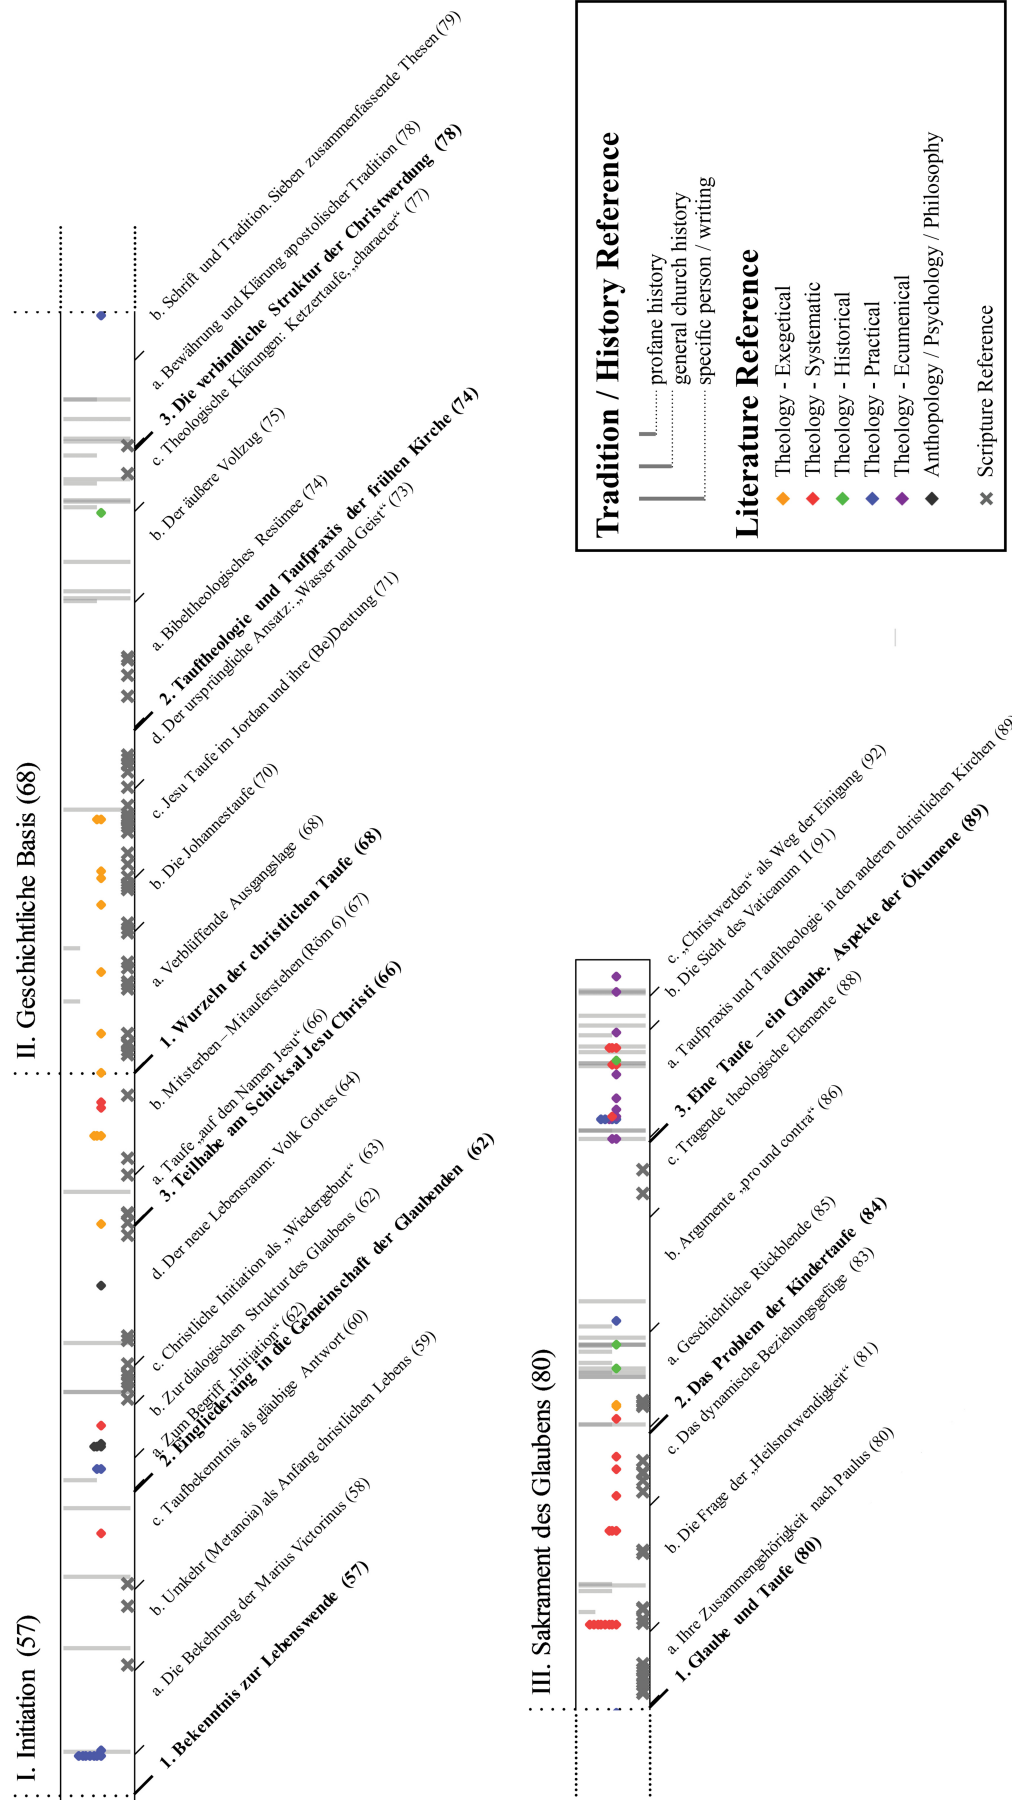 I. Initiation (57)
1. Bekenntnis zur Lebenswende (57)
a. Die Bekehrung der Marius Victorinus (58)
b. Umkehr (Metanoia) als Anfang christlichen Lebens (59)
c. Taufbekenntnis als gläubige Antwort (60)
2. Eingliederung in die Gemeinschaft der Glaubenden (62)
a. Zum Begriff „Initiation“ (62)
b. Zur dialogischen Struktur des Glaubens (62)
c. Christliche Initiation als „Wiedergeburt“ (63)
d. Der neue Lebensraum: Volk Gottes (64)
3. Teilhabe am Schicksal Jesu Christi (66)
a. Taufe „auf den Namen Jesu“ (66)
b. Mitsterben – Mitauferstehen (Röm 6) (67)
II. Geschichtliche Basis (68)
1. Wurzeln der christlichen Taufe (68)
a. Verblüffende Ausgangslage (68)
b. Die Johannestaufe (70)
c. Jesu Taufe im Jordan und ihre (Be)Deutung (71)
d. Der ursprüngliche Ansatz: „Wasser und Geist“ (73)
2. Tauftheologie und Taufpraxis der frühen Kirche (74)
a. Bibeltheologisches Resümee (74)
b. Der äußere Vollzug (75)
c. Theologische Klärungen: Ketzertaufe, „character“ (77)
3. Die verbindliche Struktur der Christwerdung (78)
a. Bewährung und Klärung apostolischer Tradition (78)
b. Schrift und Tradition. Sieben zusammenfassende Thesen (79)
III. Sakrament des Glaubens (80)
1. Glaube und Taufe (80)
a. Ihre Zusammengehörigkeit nach Paulus (80)
b. Die Frage der „Heilsnotwendigkeit“ (81)
c. Das dynamische Beziehungsgefüge (83)
2. Das Problem der Kindertaufe (84)
a. Geschichtliche Rückblende (85)
b. Argumente „pro und contra“ (86)
c. Tragende theologische Elemente (88)
3. Eine Taufe – ein Glaube. Aspekte der Ökumene (89)
a. Taufpraxis und Tauftheologie in den anderen christlichen Kirchen (89
b. Die Sicht des Vaticanum II (91)
c. „Christwerden“ als Weg der Einigung (92)
Tradition / History Reference
profane history
general church history
specific person / writing
Literature Reference
Theology - Exegetical
Theology - Systematic
Theology - Historical
Theology - Practical
Theology - Ecumenical
Anthopology / Psychology / Philosophy
Scripture Reference